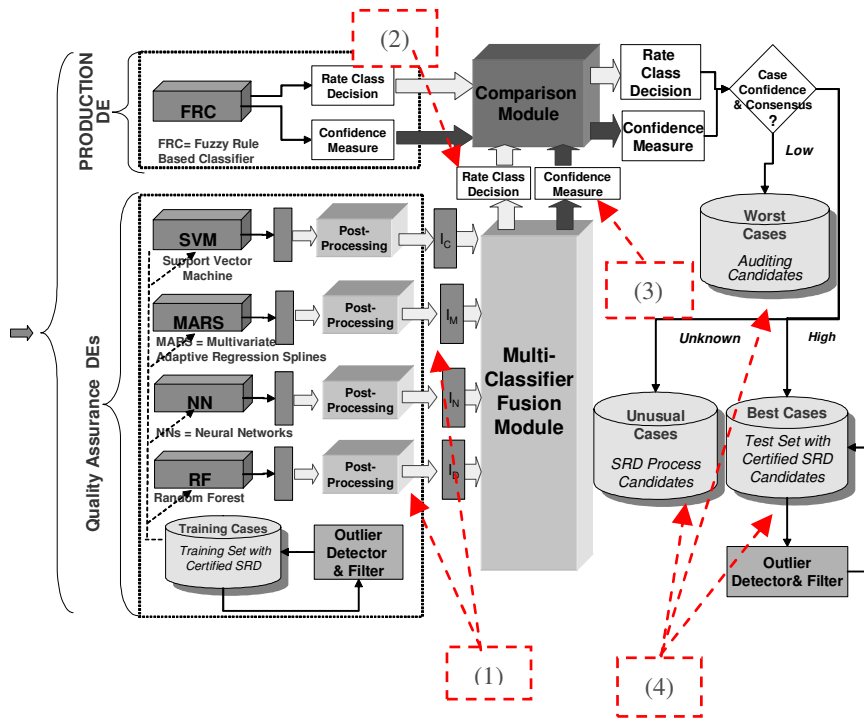 PRODUCTION
DE
FRC
FRC= Fuzzy Rule
Based Classifier
Rate Class
Decision
Confidence
Measure
(2)
Comparison
Module
Rate
Class
Decision
Confidence
Measure
Case
Confidence
& Consensus
?
Low
Rate Class
Decision
Confidence
Measure
Worst
Cases
Auditing
Candidates
(3)
Quality Assurance DEs
SVM
Support Vector
Machine
Post-
Processing
I_C
MARS
MARS = Multivariate
Adaptive Regression Splines
Post-
Processing
I_M
NN
NNs = Neural Networks
Post-
Processing
I_N
RF
Random Forest
Post-
Processing
I_D
Multi-
Classifier
Fusion
Module
Unknown
High
Unusual
Cases
SRD Process
Candidates
Best Cases
Test Set with
Certified SRD
Candidates
Training Cases
Training Set with
Certified SRD
Outlier
Detector
& Filter
Outlier
Detector& Filter
(1)
(4)